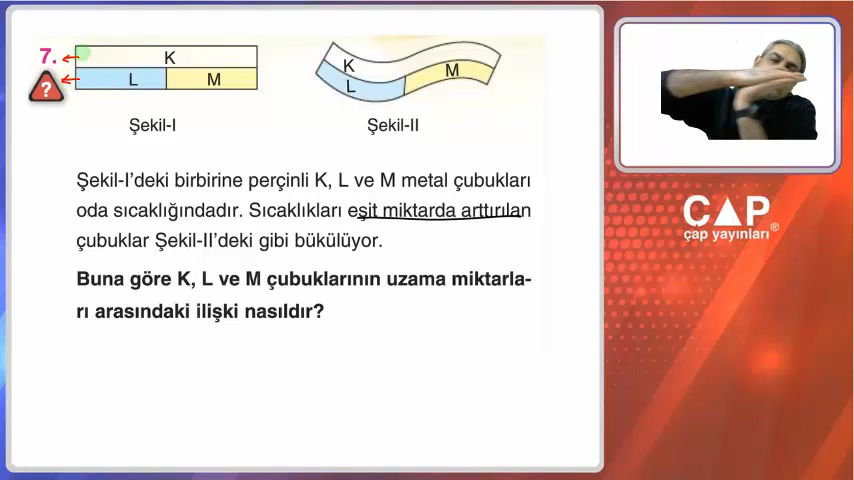 7.
K
L M
?
K
L
M
Şekil-I
Şekil-II
Şekil-I'deki birbirine perçinli K, L ve M metal çubukları
oda sıcaklığındadır. Sıcaklıkları eşit miktarda arttırılan
çubuklar Şekil-II'deki gibi bükülüyor.
Buna göre K, L ve M çubuklarının uzama miktarla-
rı arasındaki ilişki nasıldır?
ÇAP
çap yayınları®